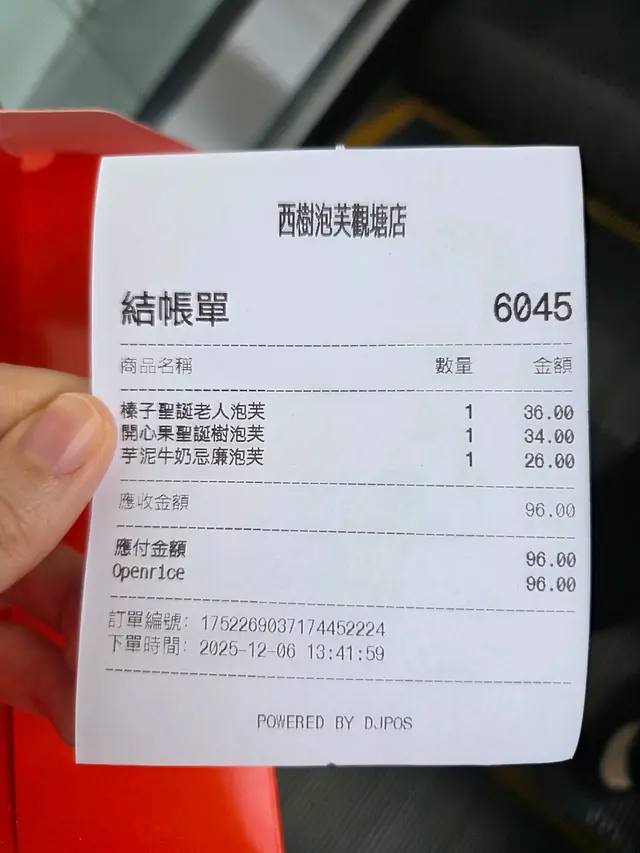 西樹泡芙觀塘店
結帳單 6045
商品名稱 數量 金額
榛子聖誕老人泡芙 1 36.00
開心果聖誕樹泡芙 1 34.00
芋泥牛奶忌廉泡芙 1 26.00
應收金額 96.00
應付金額 96.00
Openrice 96.00
訂單編號: 1752269037174452224
下單時間: 2025-12-06 13:41:59
POWERED BY DJPOS